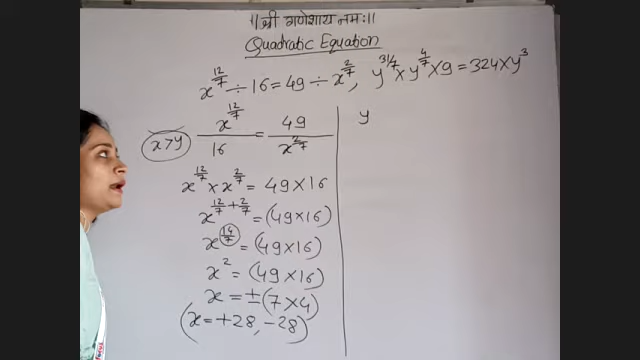 ॥ श्री गणेशाय नमः ॥
Quadratic Equation
x^(12/7) ÷ 16 = 49 ÷ x^(2/7), y^(31/7) × y^(4/7) × 9 = 324 × y^3
x^(12/7)/16 = 49/x^(2/7)
x>y
x^(12/7) × x^(2/7) = 49×16
x^(12/7 + 2/7) = (49×16)
x^(14/7) = (49×16)
x^2 = (49×16)
x = ±(7×4)
(x = +28, -28)
y